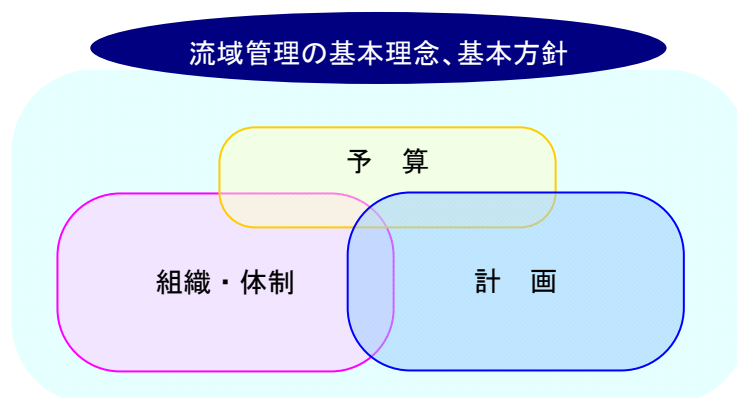 流域管理の基本理念、基本方針
予　算
組織・体制
計　画